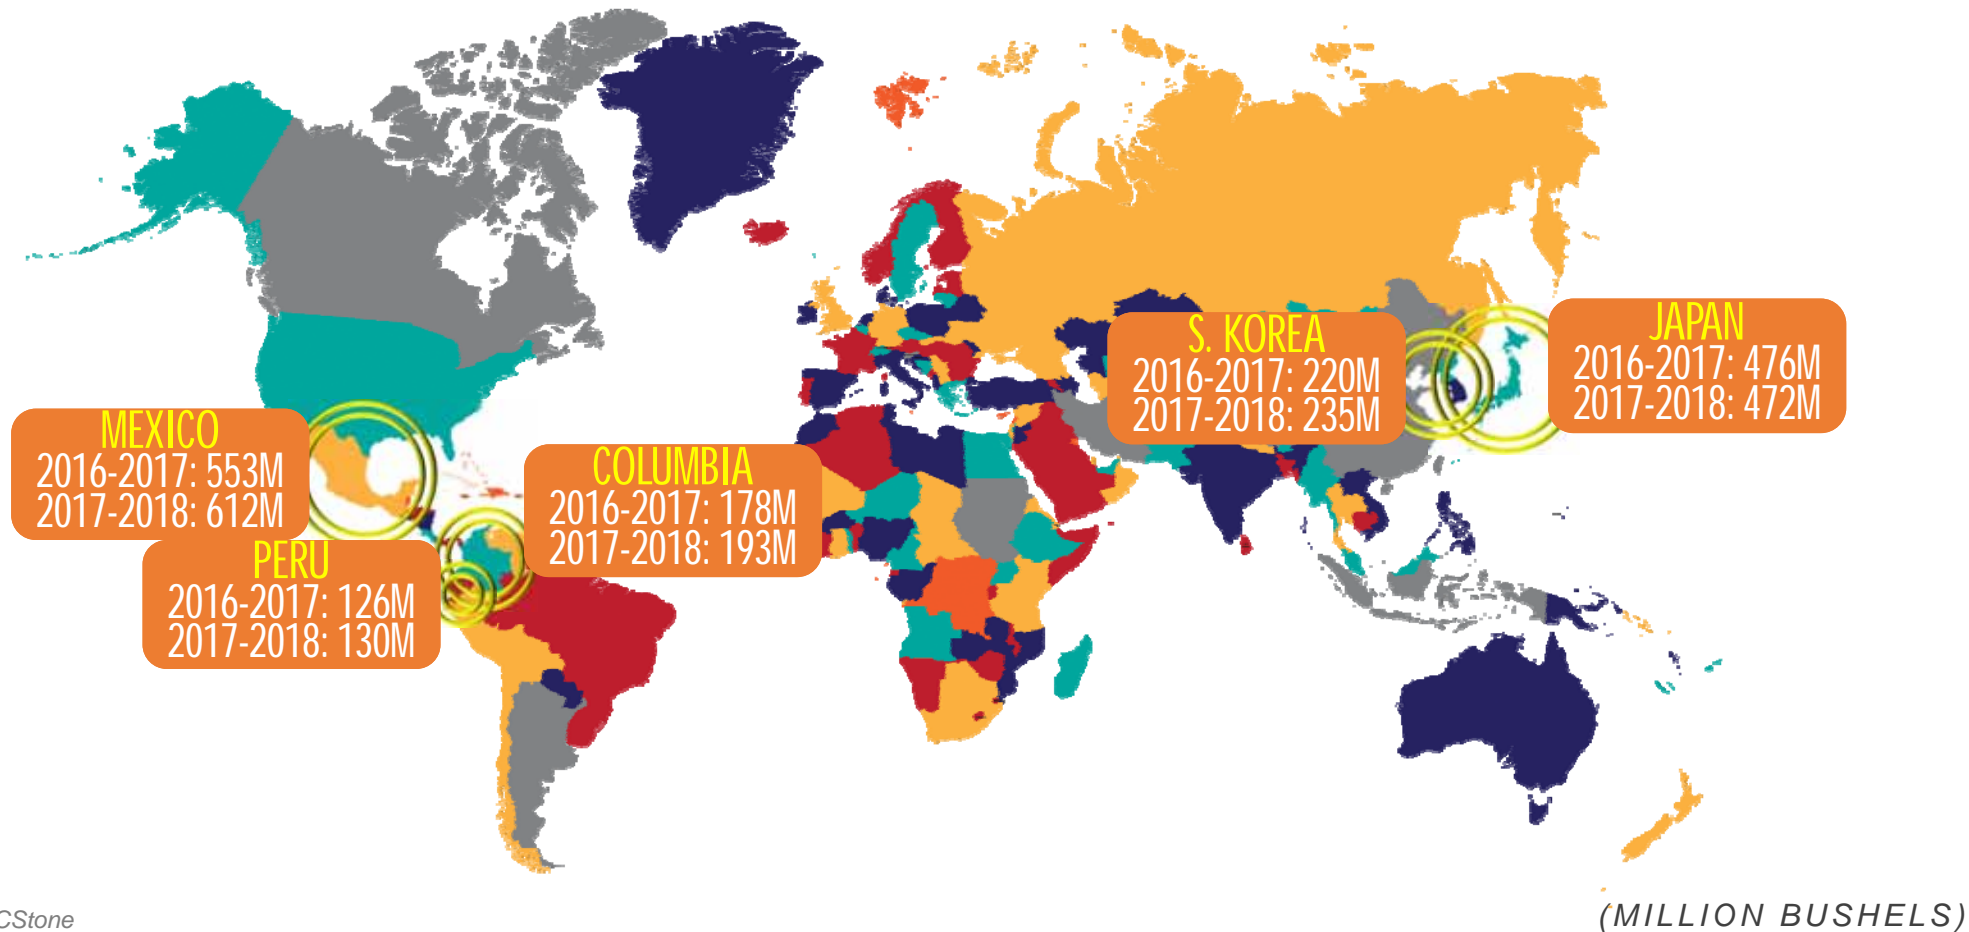 S. KOREA
2016-2017: 220M
2017-2018: 235M
JAPAN
2016-2017: 476M
2017-2018: 472M
MEXICO
2016-2017: 553M
2017-2018: 612M
COLUMBIA
2016-2017: 178M
2017-2018: 193M
PERU
2016-2017: 126M
2017-2018: 130M
CStone
(MILLION BUSHELS)